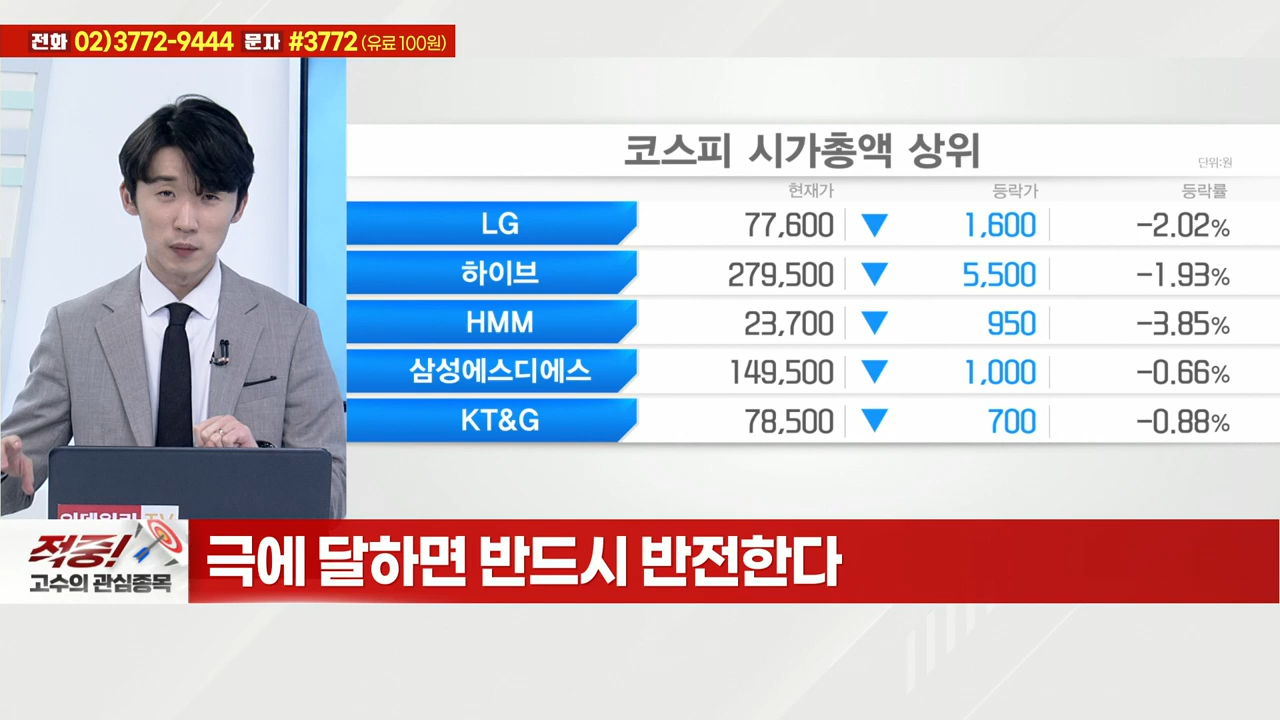 전화 02)3772-9444 문자 #3772 (유료 100원)
코스피 시가총액 상위
단위:원
현재가 등락가 등락률
LG 77,600 ▼ 1,600 -2.02%
하이브 279,500 ▼ 5,500 -1.93%
HMM 23,700 ▼ 950 -3.85%
삼성에스디에스 149,500 ▼ 1,000 -0.66%
KT&G 78,500 ▼ 700 -0.88%
이데일리 TV
적중!
고수의 관심종목
극에 달하면 반드시 반전한다